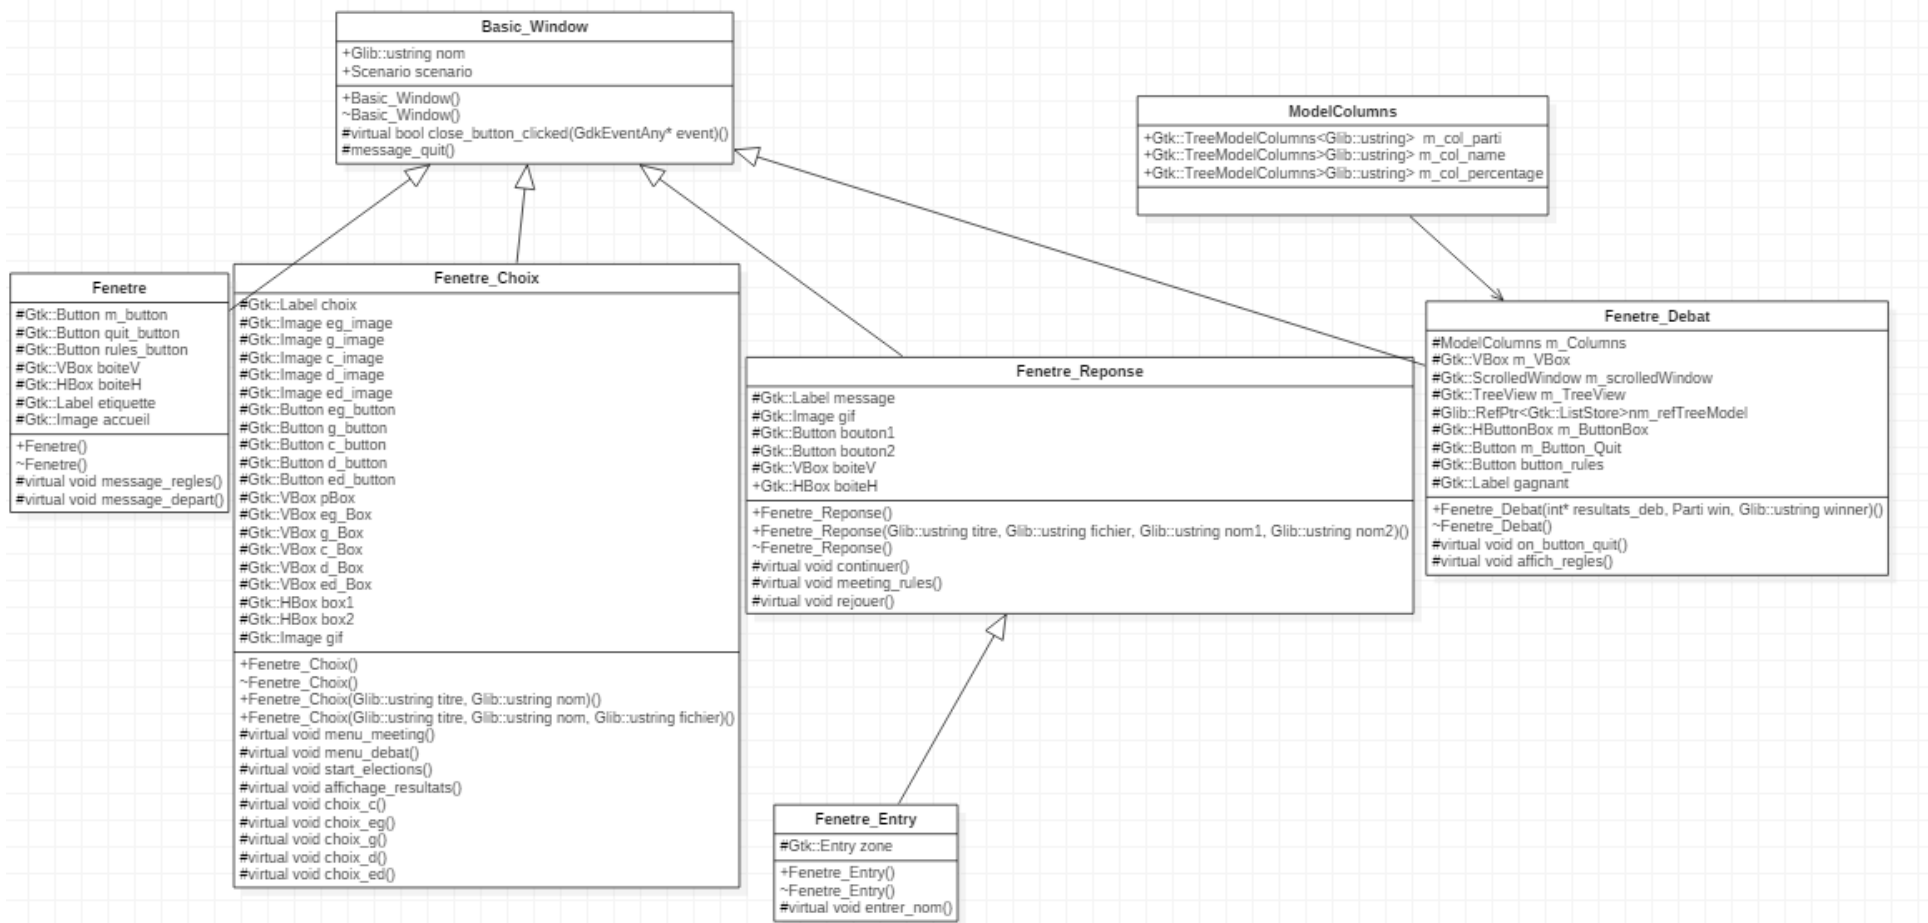 Basic_Window
+Glib::ustring nom
+Scenario scenario
+Basic_Window()
~Basic_Window()
#virtual bool close_button_clicked(GdkEventAny* event)()
#message_quit()
ModelColumns
+Gtk::TreeModelColumns<Glib::ustring>  m_col_parti
+Gtk::TreeModelColumns>Glib::ustring> m_col_name
+Gtk::TreeModelColumns>Glib::ustring> m_col_percentage
Fenetre
#Gtk::Button m_button
#Gtk::Button quit_button
#Gtk::Button rules_button
#Gtk::VBox boiteV
#Gtk::HBox boiteH
#Gtk::Label etiquette
#Gtk::Image accueil
+Fenetre()
~Fenetre()
#virtual void message_regles()
#virtual void message_depart()
Fenetre_Choix
#Gtk::Label choix
#Gtk::Image eg_image
#Gtk::Image g_image
#Gtk::Image c_image
#Gtk::Image d_image
#Gtk::Image ed_image
#Gtk::Button eg_button
#Gtk::Button g_button
#Gtk::Button c_button
#Gtk::Button d_button
#Gtk::Button ed_button
#Gtk::VBox pBox
#Gtk::VBox eg_Box
#Gtk::VBox g_Box
#Gtk::VBox c_Box
#Gtk::VBox d_Box
#Gtk::VBox ed_Box
#Gtk::HBox box1
#Gtk::HBox box2
#Gtk::Image gif
+Fenetre_Choix()
~Fenetre_Choix()
+Fenetre_Choix(Glib::ustring titre, Glib::ustring nom)()
+Fenetre_Choix(Glib::ustring titre, Glib::ustring nom, Glib::ustring fichier)()
#virtual void menu_meeting()
#virtual void menu_debat()
#virtual void start_elections()
#virtual void affichage_resultats()
#virtual void choix_c()
#virtual void choix_eg()
#virtual void choix_g()
#virtual void choix_d()
#virtual void choix_ed()
Fenetre_Reponse
#Gtk::Label message
#Gtk::Image gif
#Gtk::Button bouton1
#Gtk::Button bouton2
#Gtk::VBox boiteV
+Gtk::HBox boiteH
+Fenetre_Reponse()
+Fenetre_Reponse(Glib::ustring titre, Glib::ustring fichier, Glib::ustring nom1, Glib::ustring nom2)()
~Fenetre_Reponse()
#virtual void continuer()
#virtual void meeting_rules()
#virtual void rejouer()
Fenetre_Debat
#ModelColumns m_Columns
#Gtk::VBox m_VBox
#Gtk::ScrolledWindow m_scrolledWindow
#Gtk::TreeView m_TreeView
#Glib::RefPtr<Gtk::ListStore>nm_refTreeModel
#Gtk::HButtonBox m_ButtonBox
#Gtk::Button m_Button_Quit
#Gtk::Button button_rules
#Gtk::Label gagnant
+Fenetre_Debat(int* resultats_deb, Parti win, Glib::ustring winner)()
~Fenetre_Debat()
#virtual void on_button_quit()
#virtual void affich_regles()
Fenetre_Entry
#Gtk::Entry zone
+Fenetre_Entry()
~Fenetre_Entry()
#virtual void entrer_nom()